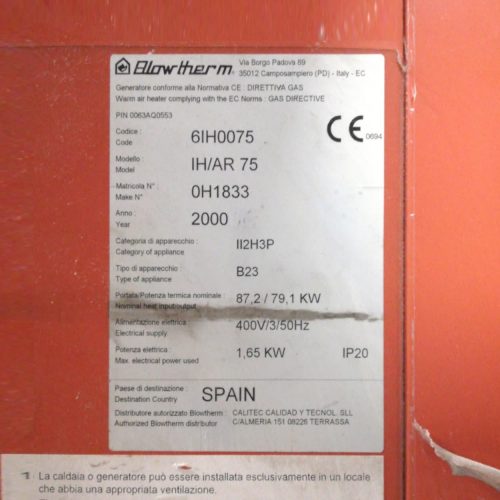 Blowtherm
Via Borgo Padova 89
35012 Camposampiero (PD) - Italy - EC
Generatore conforme alla Normativa CE : DIRETTIVA GAS
Warm air heater complying with the EC Norms : GAS DIRECTIVE
PIN 0063AQ0553
Codice :
Code
6IH0075
CE 0694
Modello
Model
IH/AR 75
Matricola N° :
Make N°
0H1833
Anno :
Year
2000
Categoria di apparecchio :
Category of appliance
II2H3P
Tipo di apparecchio :
Type of appliance
B23
Portata/Potenza termica nominale :
Nominal heat input/output
87,2 / 79,1 KW
Alimentazione elettrica :
Electrical supply
400V/3/50Hz
Potenza elettrica :
Max. electrical power used
1,65 KW
IP20
Paese di destinazione :
Destination Country
SPAIN
Distributore autorizzato Blowtherm :
Authorized Blowtherm distributor
CALITEC CALIDAD Y TECNOL. SLL
C/ALMERIA 151 08226 TERRASSA
1 La caldaia o generatore può essere installata esclusivamente in un locale
che abbia una appropriata ventilazione.